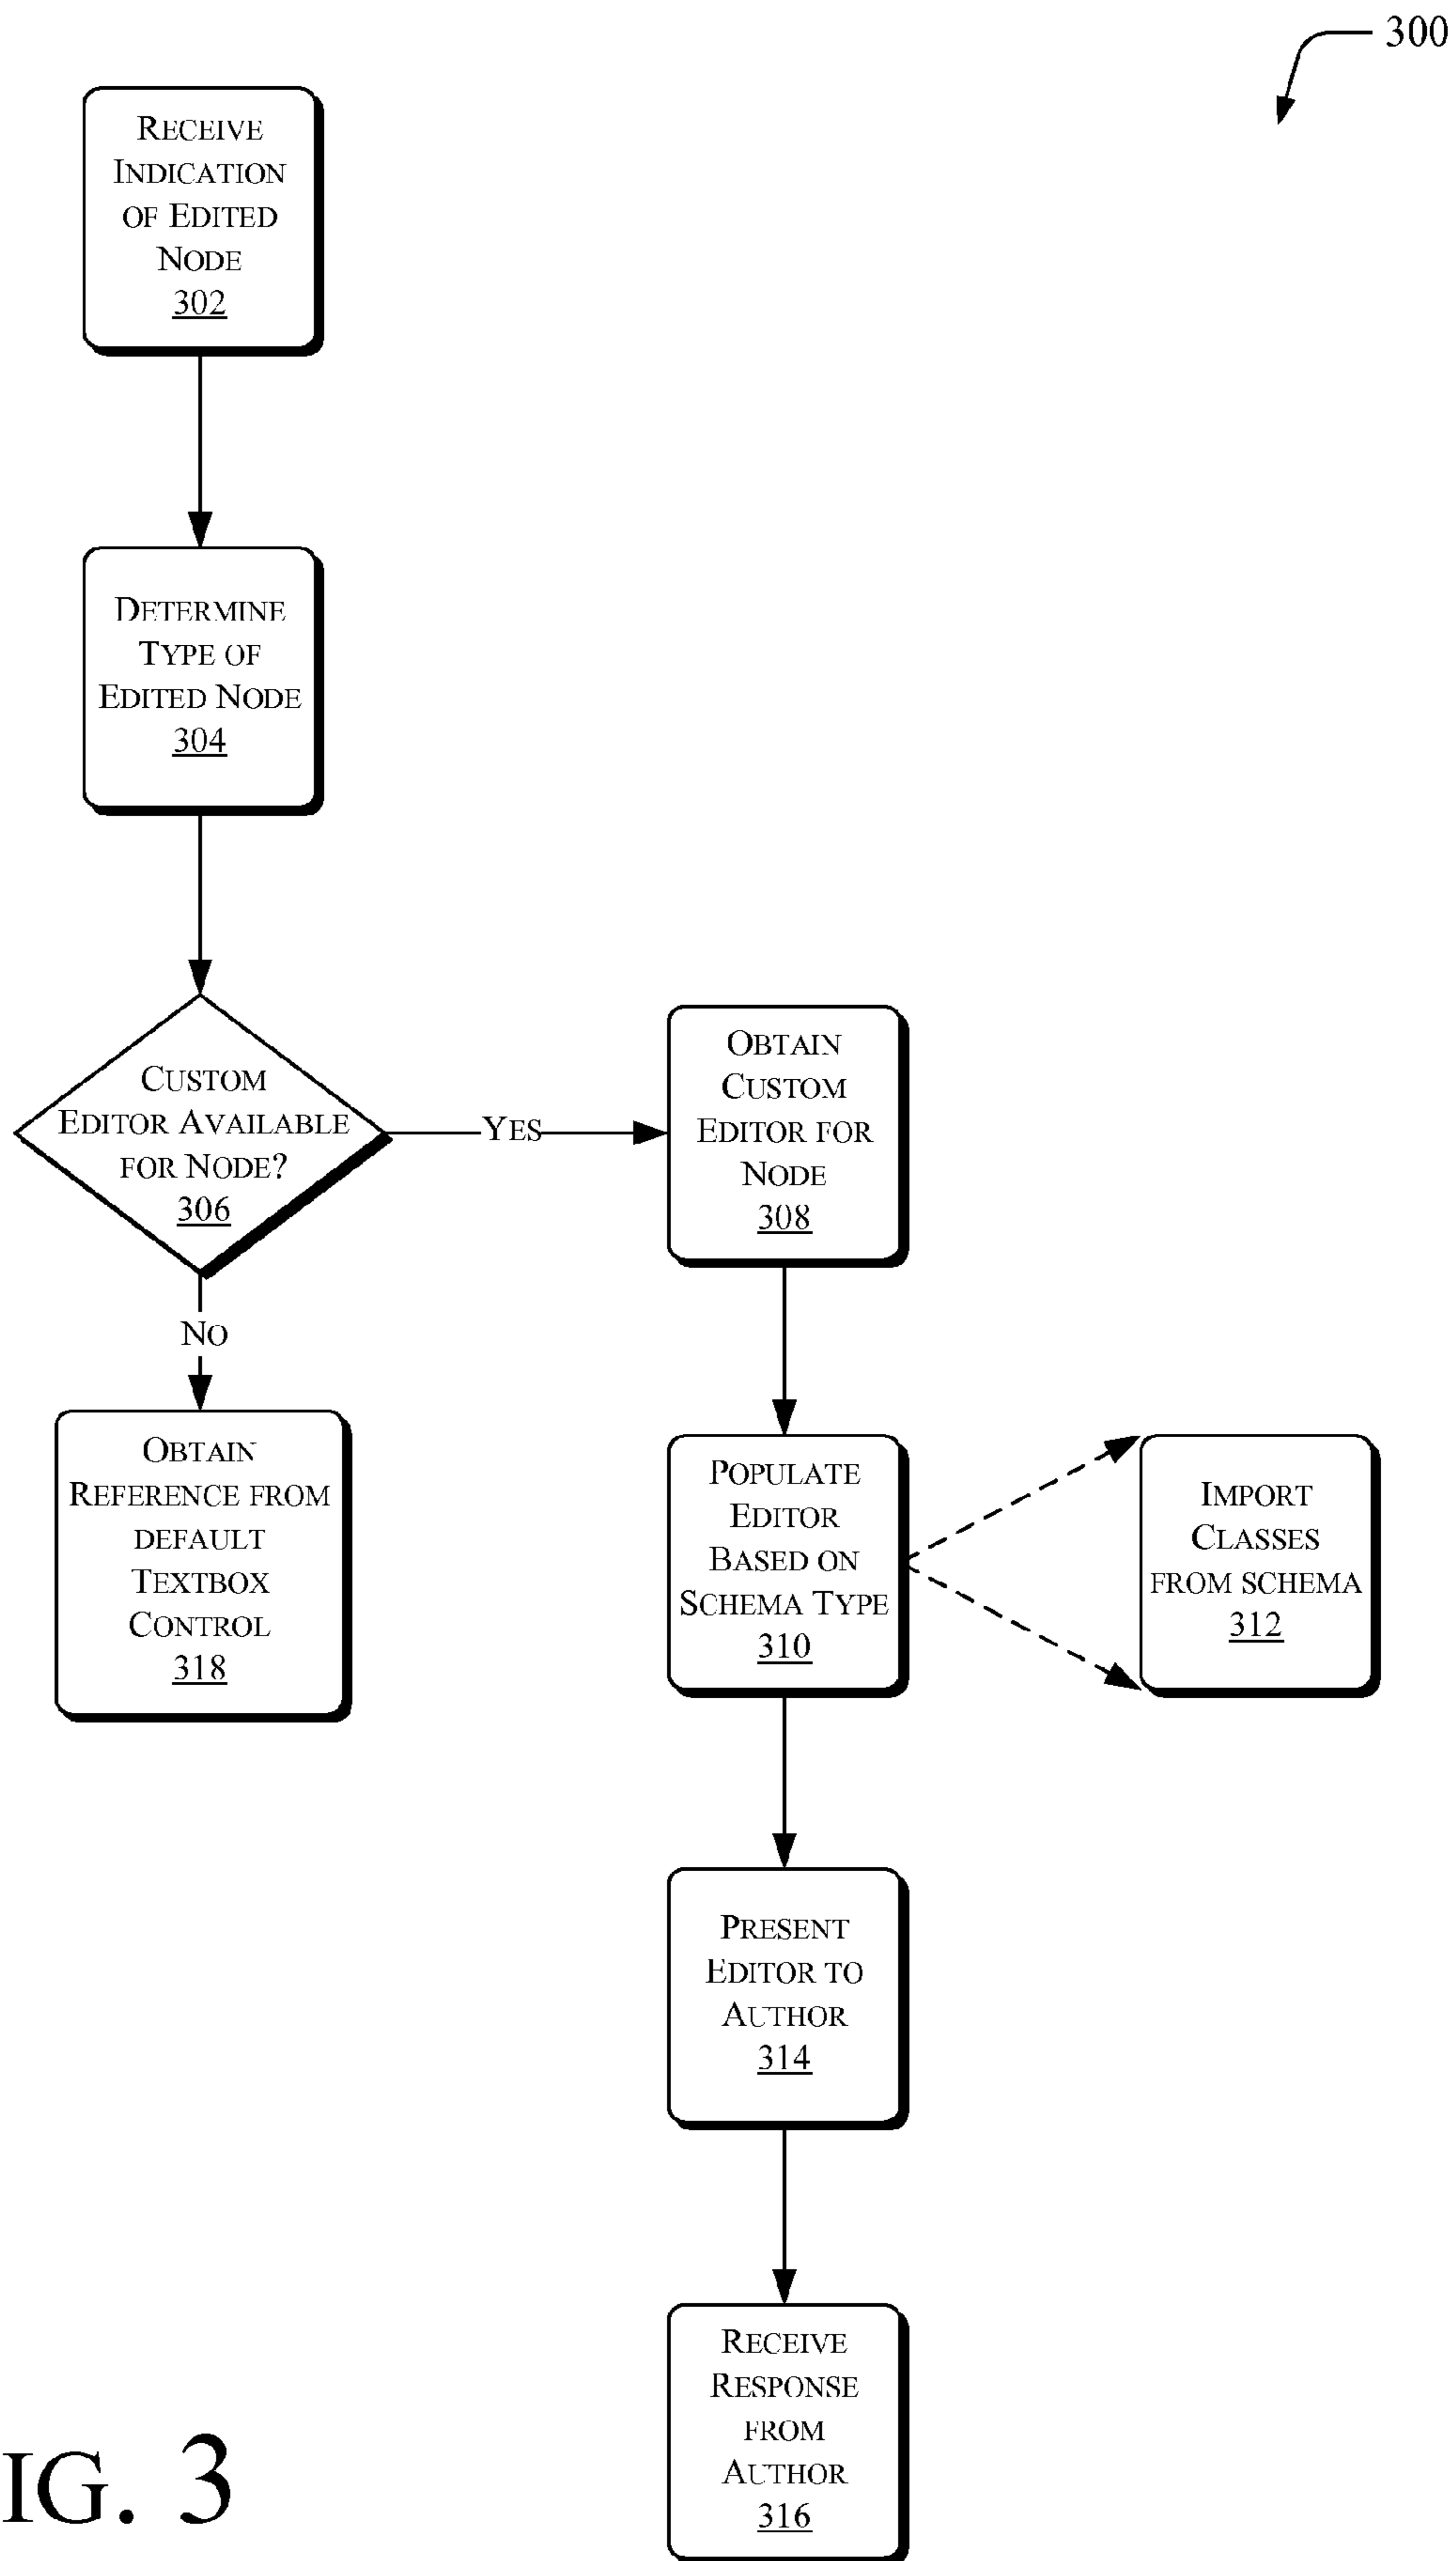 300
RECEIVE
INDICATION
OF EDITED
NODE
302
DETERMINE
TYPE OF
EDITED NODE
304
CUSTOM
EDITOR AVAILABLE
FOR NODE?
306
YES
NO
OBTAIN
CUSTOM
EDITOR FOR
NODE
308
OBTAIN
REFERENCE FROM
DEFAULT
TEXTBOX
CONTROL
318
POPULATE
EDITOR
BASED ON
SCHEMA TYPE
310
IMPORT
CLASSES
FROM SCHEMA
312
PRESENT
EDITOR TO
AUTHOR
314
RECEIVE
RESPONSE
FROM
AUTHOR
316
IG. 3